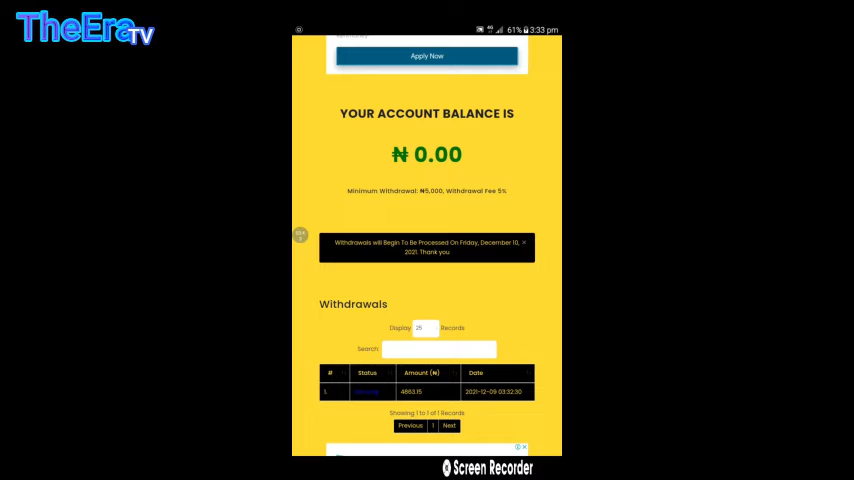 TheEra TV
4G 61% 3:33 pm
Apply Now
YOUR ACCOUNT BALANCE IS
₦ 0.00
Minimum Withdrawal: ₦5,000, Withdrawal Fee 5%
Withdrawals will Begin To Be Processed On Friday, December 10, ×
2021. Thank you
Withdrawals
Display 25 Records
Search:
# Status Amount (₦) Date
1. 4863.15 2021-12-09 03:32:30
Showing 1 to 1 of 1 Records
Previous 1 Next
Screen Recorder